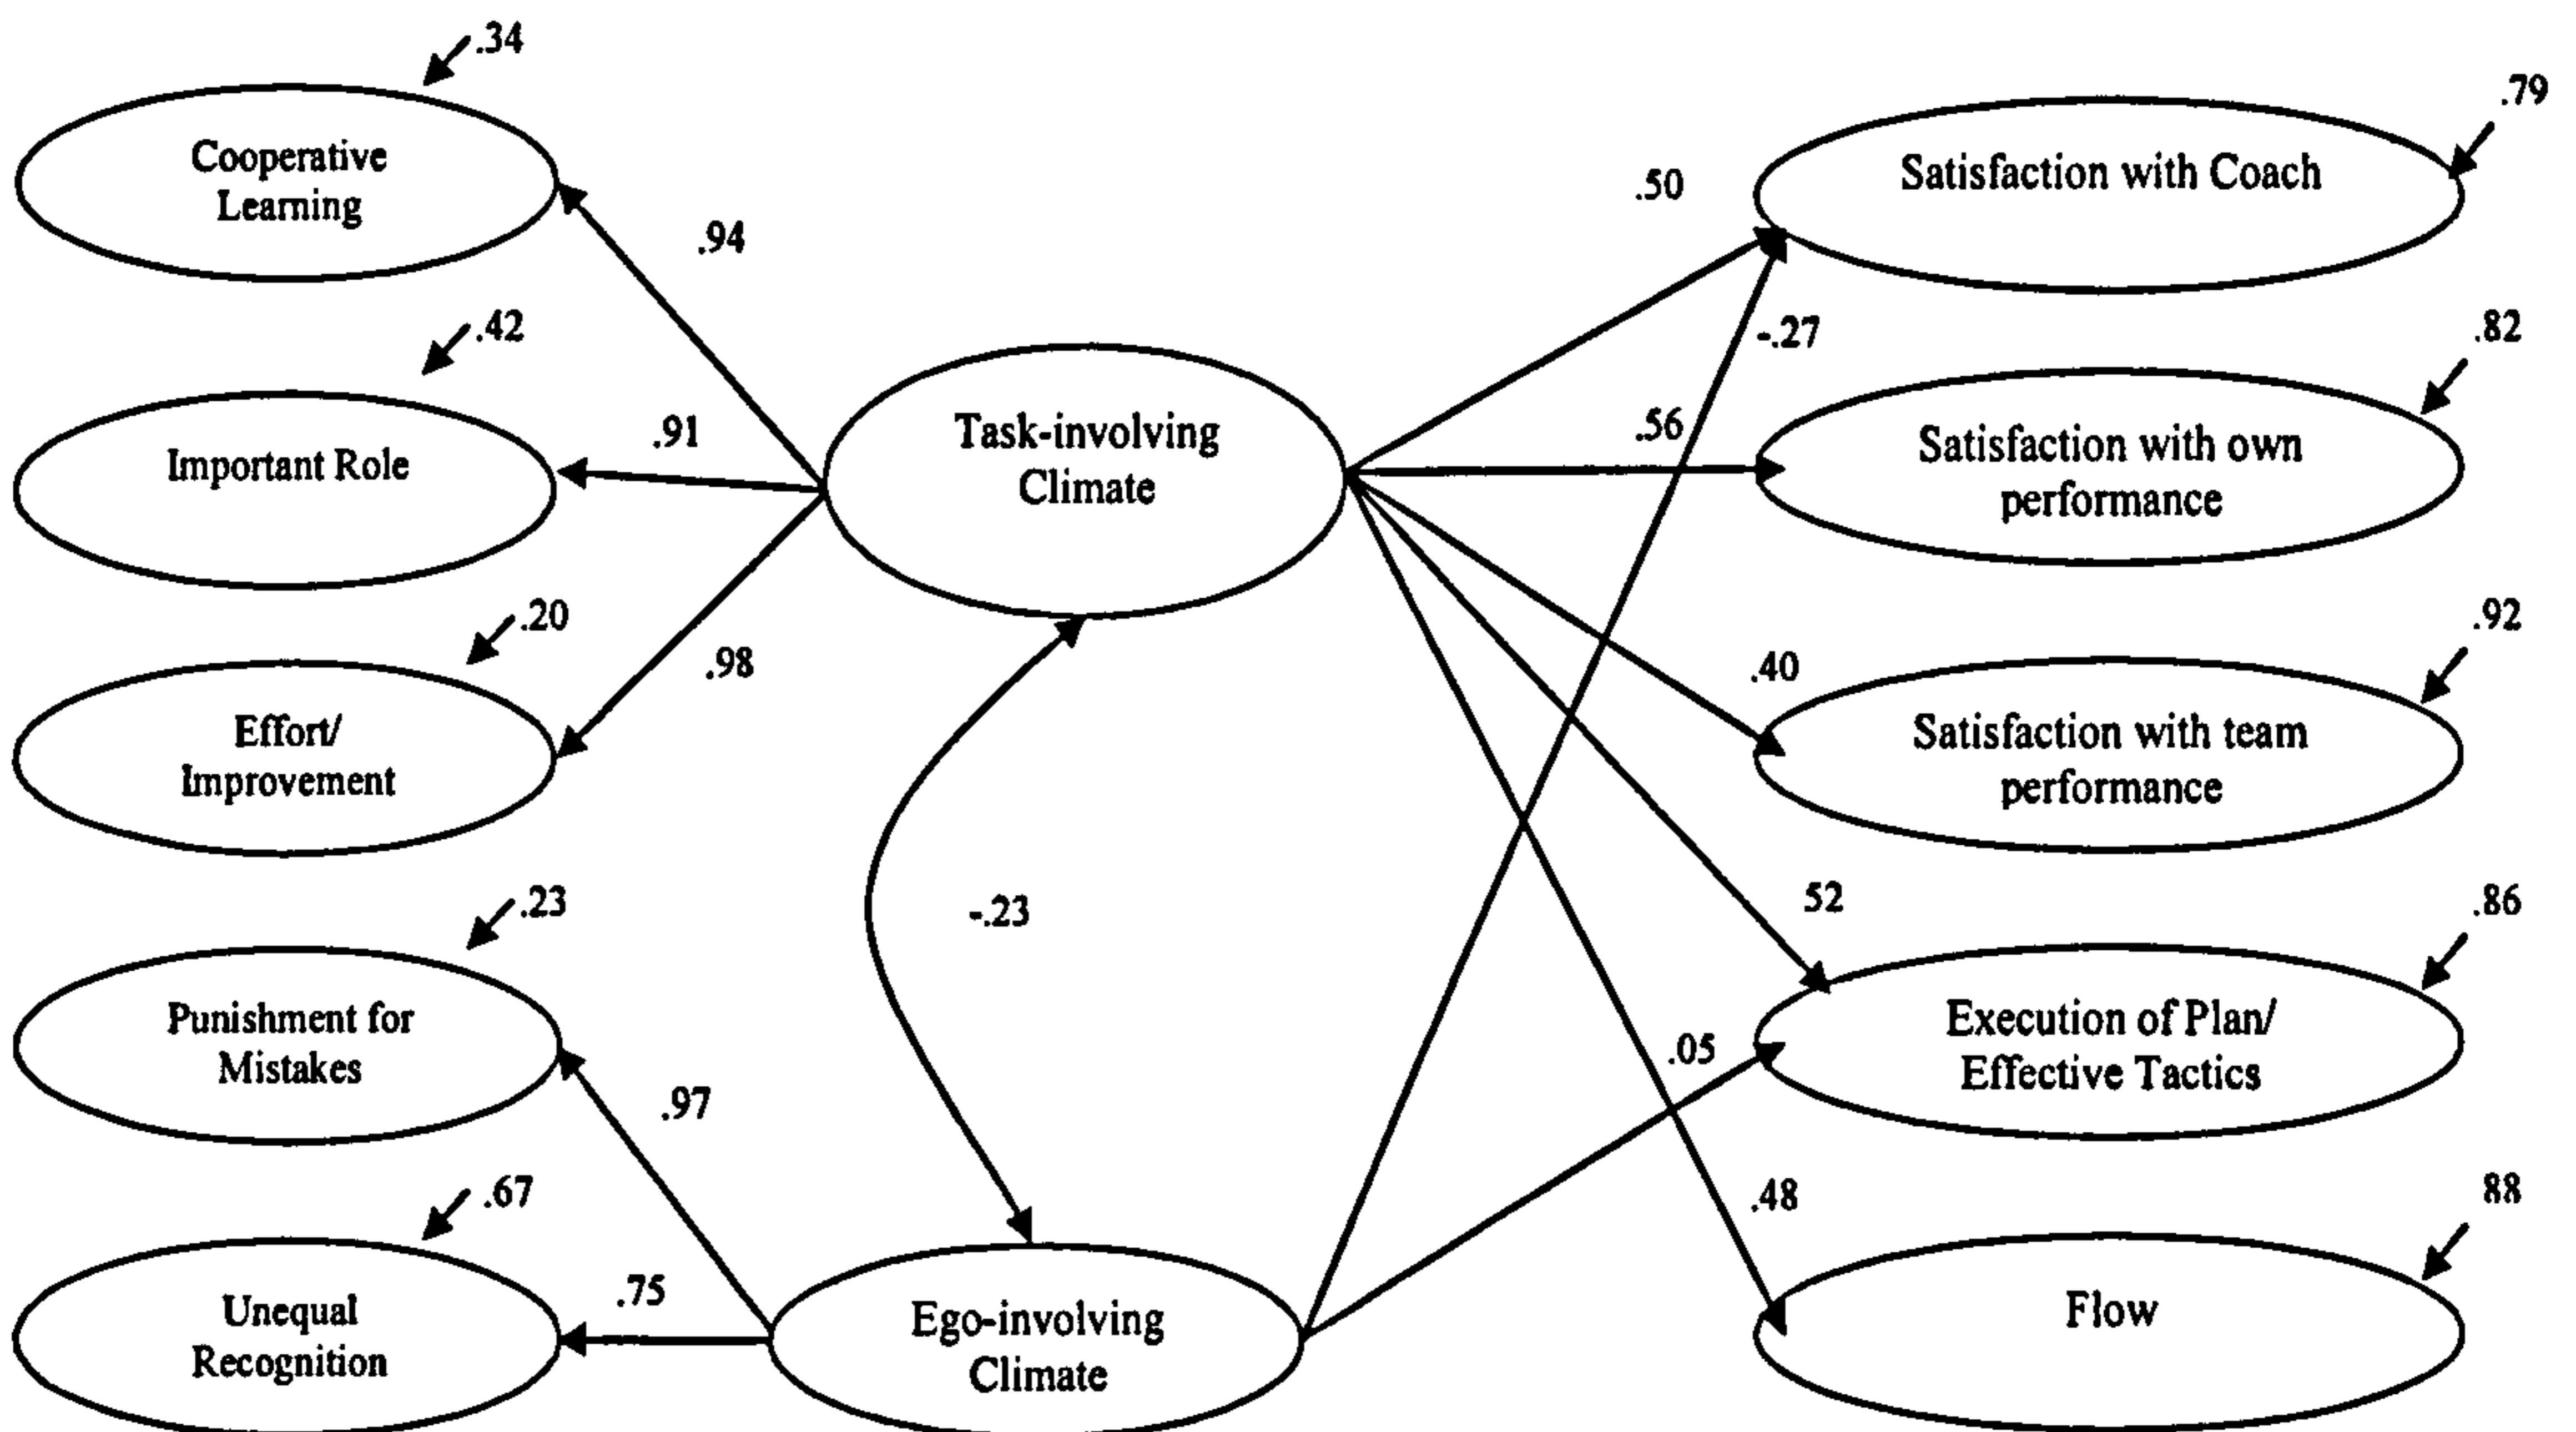 .34
Cooperative
Learning
.94
.42
Important Role
.91
.20
Effort/
Improvement
.98
.23
Punishment for
Mistakes
.97
.67
Unequal
Recognition
.75
Task-involving
Climate
-.23
Ego-involving
Climate
.79
Satisfaction with Coach
.50
-.27
.82
Satisfaction with own
performance
.56
.92
Satisfaction with team
performance
.40
.86
Execution of Plan/
Effective Tactics
52
.05
88
Flow
.48